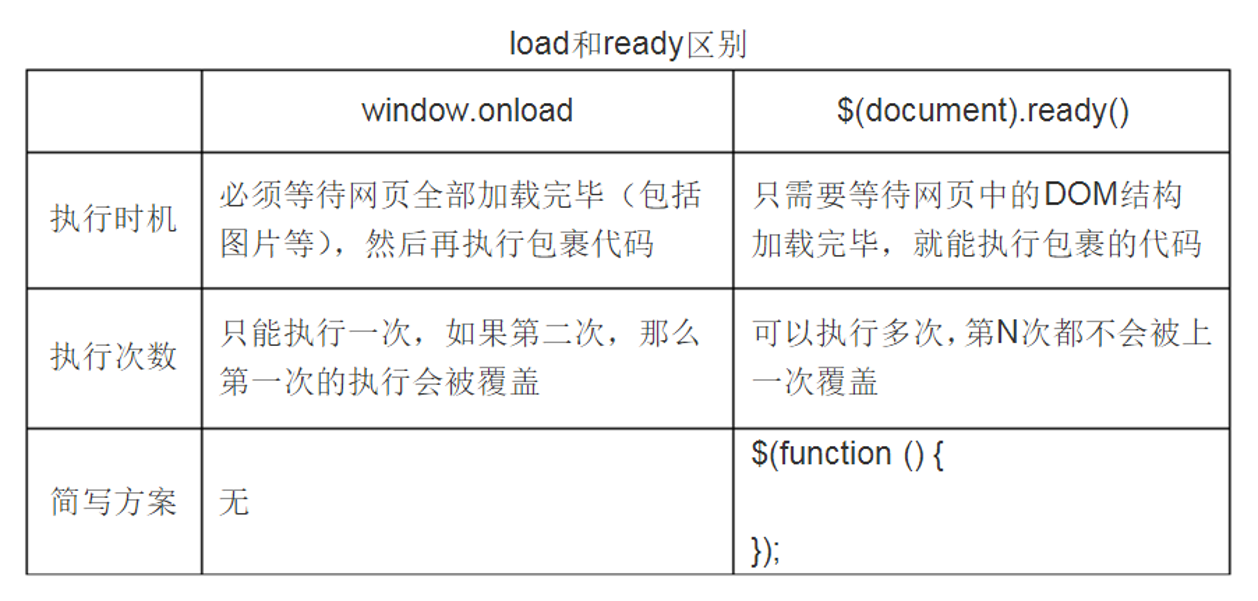 load和ready区别
window.onload
$(document).ready()
执行时机
必须等待网页全部加载完毕（包括
图片等），然后再执行包裹代码
只需要等待网页中的DOM结构
加载完毕，就能执行包裹的代码
执行次数
只能执行一次，如果第二次，那么
第一次的执行会被覆盖
可以执行多次，第N次都不会被上
一次覆盖
简写方案
无
$(function () {
});